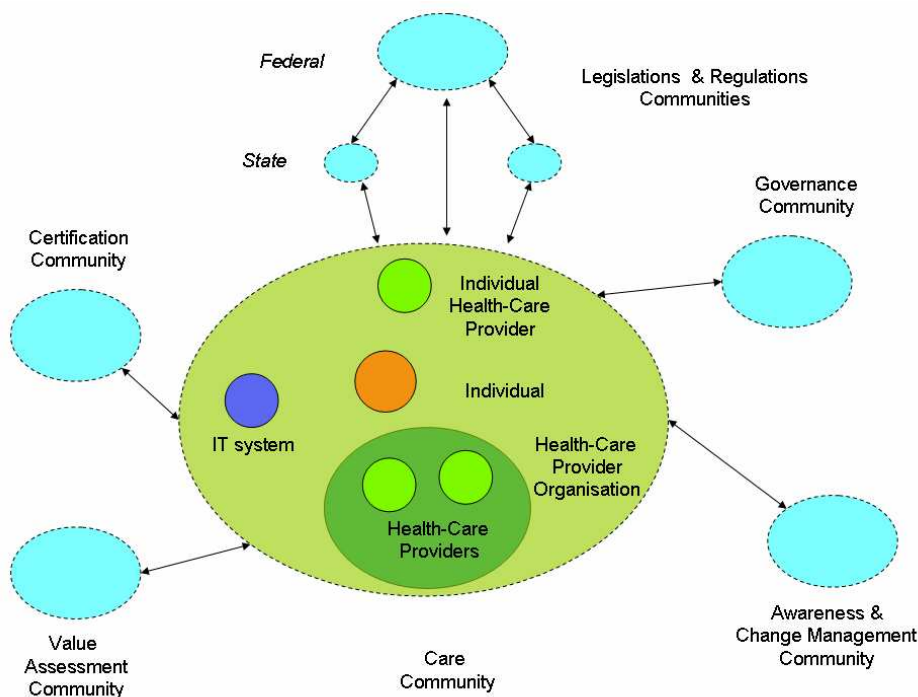 Federal
Legislations & Regulations
Communities
State
Governance
Community
Certification
Community
Individual
Health-Care
Provider
Individual
IT system
Health-Care
Provider
Organisation
Health-Care
Providers
Value
Assessment
Community
Care
Community
Awareness &
Change Management
Community